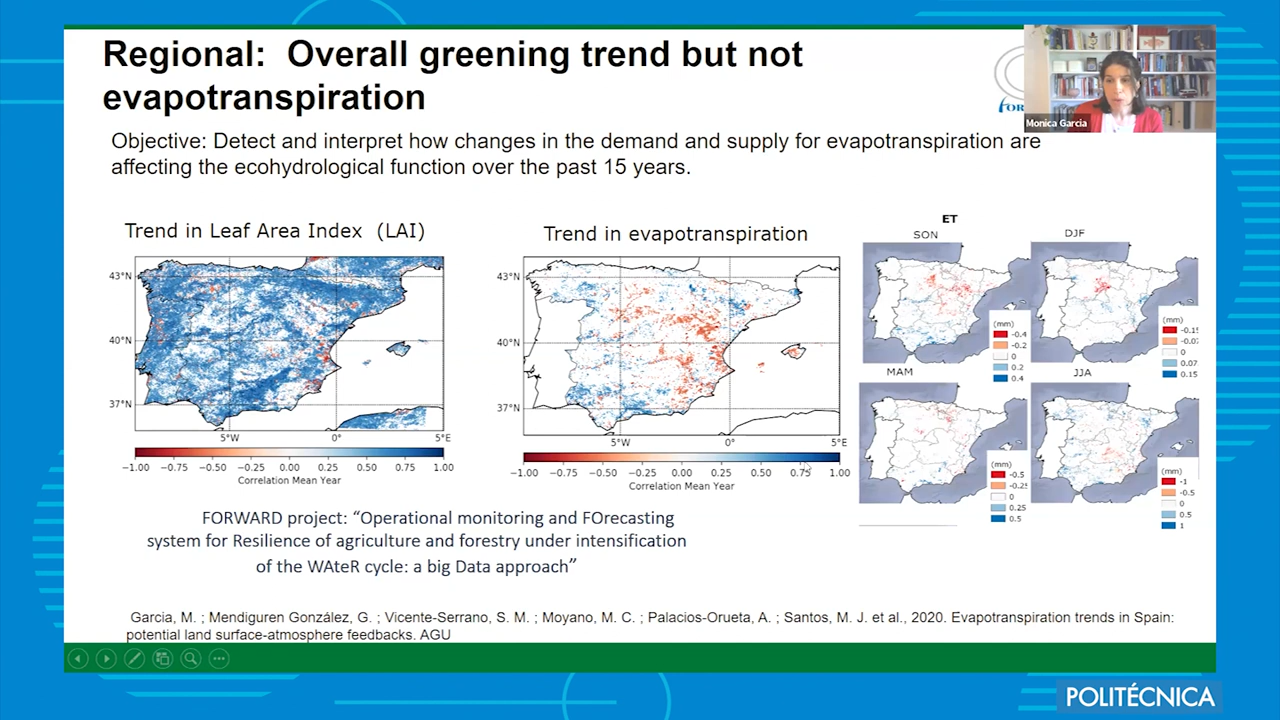 Regional: Overall greening trend but not
evapotranspiration
FOR
Monica Garcia
Objective: Detect and interpret how changes in the demand and supply for evapotranspiration are
affecting the ecohydrological function over the past 15 years.
Trend in Leaf Area Index (LAI)
43°N
40°N
37°N
5°W 0° 5°E
−1.00 −0.75 −0.50 −0.25 0.00 0.25 0.50 0.75 1.00
Correlation Mean Year
Trend in evapotranspiration
43°N
40°N
37°N
5°W 0° 5°E
−1.00 −0.75 −0.50 −0.25 0.00 0.25 0.50 0.75 1.00
Correlation Mean Year
ET
SON
(mm)
-0.4
-0.2
0
0.2
0.4
DJF
(mm)
-0.15
-0.07
0
0.07
0.15
MAM
(mm)
-0.5
-0.25
0
0.25
0.5
JJA
(mm)
-1
-0.5
0
0.5
1
FORWARD project: “Operational monitoring and FOrecasting
system for Resilience of agriculture and forestry under intensification
of the WAteR cycle: a big Data approach”
Garcia, M. ; Mendiguren González, G. ; Vicente-Serrano, S. M. ; Moyano, M. C. ; Palacios-Orueta, A. ; Santos, M. J. et al., 2020. Evapotranspiration trends in Spain:
potential land surface-atmosphere feedbacks. AGU
POLITÉCNICA